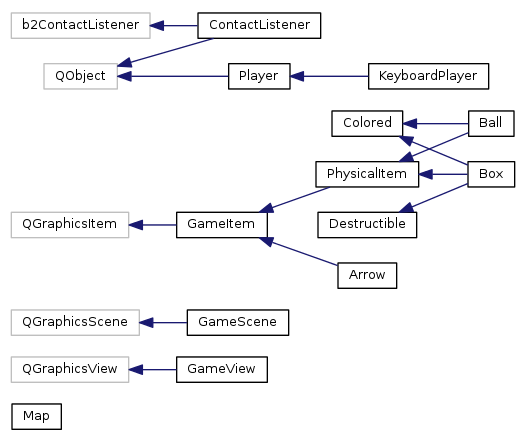 b2ContactListener
ContactListener
QObject
Player
KeyboardPlayer
Colored
Ball
PhysicalItem
Box
QGraphicsItem
GameItem
Destructible
Arrow
QGraphicsScene
GameScene
QGraphicsView
GameView
Map